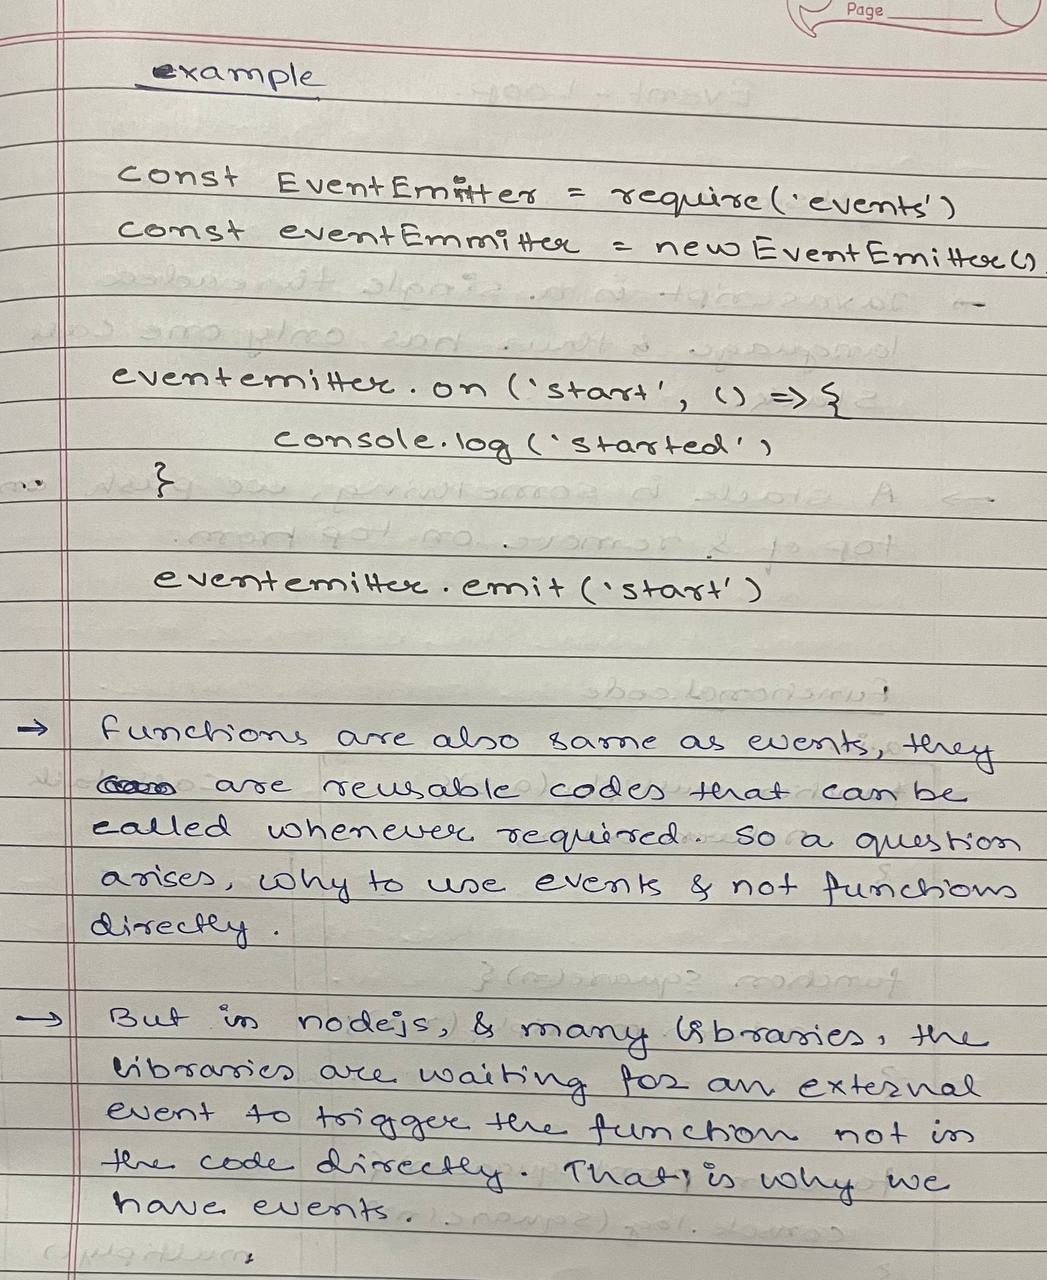 Page
example
const EventEmitter = require('events')
const eventEmmitter = new EventEmitter()
eventemitter.on('start', () => {
console.log('started')
}
eventemitter.emit('start')
→ functions are also same as events, they
are reusable codes that can be
called whenever required. So a question
arises, why to use events & not functions
directly.
→ But in nodejs, & many libraries, the
libraries are waiting for an external
event to trigger the function not in
the code directly. That, is why we
have events.